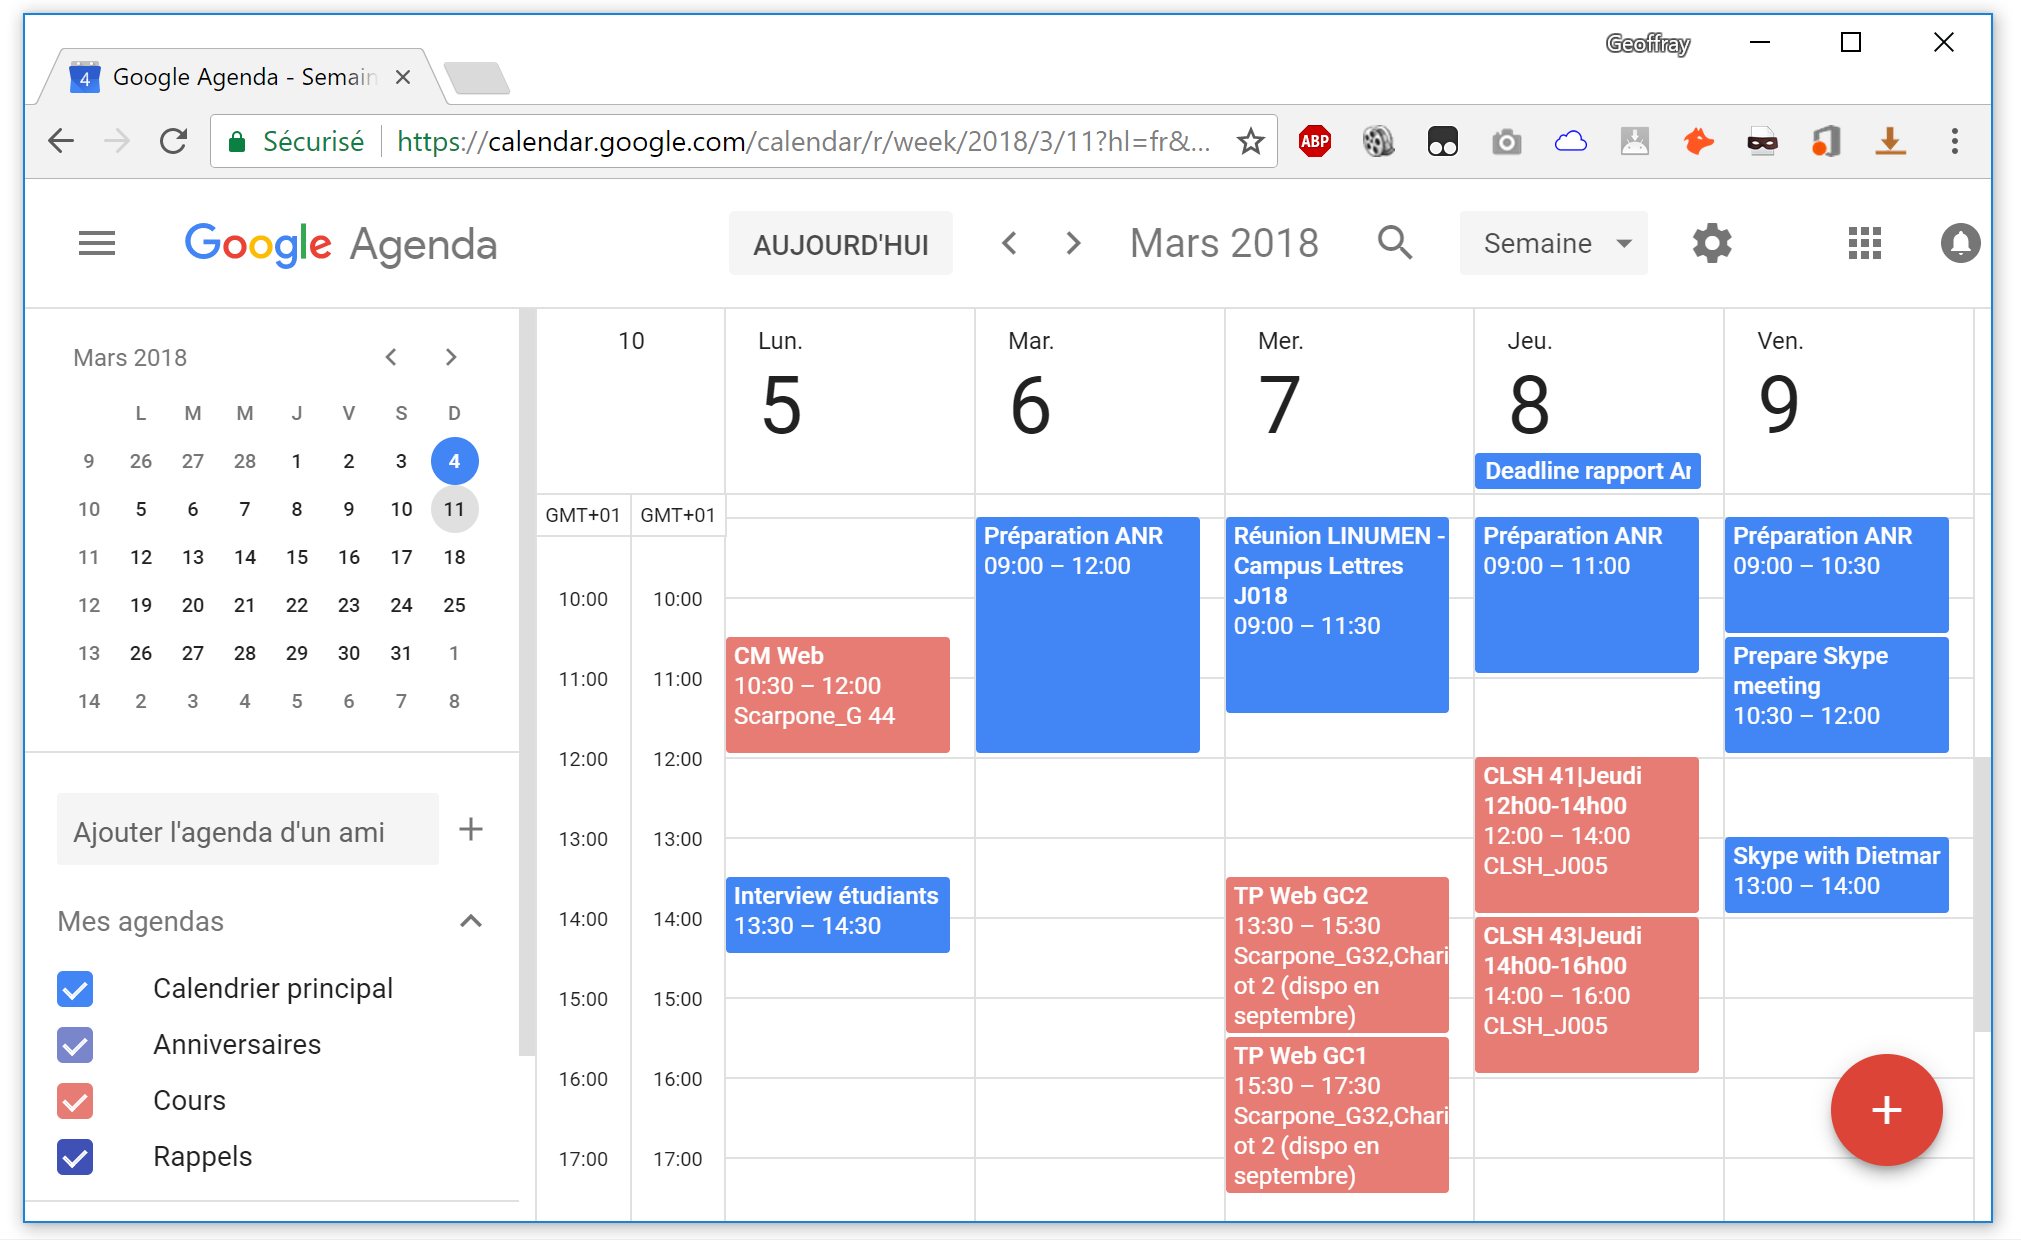 Geoffray
4
Google Agenda - Semain
Sécurisé
https://calendar.google.com/calendar/r/week/2018/3/11?hl=fr&...
ABP
Google Agenda
AUJOURD'HUI
Mars 2018
Semaine
Mars 2018
L M M J V S D
9 26 27 28 1 2 3 4
10 5 6 7 8 9 10 11
11 12 13 14 15 16 17 18
12 19 20 21 22 23 24 25
13 26 27 28 29 30 31 1
14 2 3 4 5 6 7 8
Ajouter l'agenda d'un ami
Mes agendas
Calendrier principal
Anniversaires
Cours
Rappels
10
Lun.
5
Mar.
6
Mer.
7
Jeu.
8
Ven.
9
Deadline rapport Ar
GMT+01 GMT+01
10:00 10:00
11:00 11:00
12:00 12:00
13:00 13:00
14:00 14:00
15:00 15:00
16:00 16:00
17:00 17:00
CM Web
10:30 – 12:00
Scarpone_G 44
Interview étudiants
13:30 – 14:30
Préparation ANR
09:00 – 12:00
Réunion LINUMEN -
Campus Lettres
J018
09:00 – 11:30
TP Web GC2
13:30 – 15:30
Scarpone_G32,Chari
ot 2 (dispo en
septembre)
TP Web GC1
15:30 – 17:30
Scarpone_G32,Chari
ot 2 (dispo en
septembre)
Préparation ANR
09:00 – 11:00
CLSH 41|Jeudi
12h00-14h00
12:00 – 14:00
CLSH_J005
CLSH 43|Jeudi
14h00-16h00
14:00 – 16:00
CLSH_J005
Préparation ANR
09:00 – 10:30
Prepare Skype
meeting
10:30 – 12:00
Skype with Dietmar
13:00 – 14:00